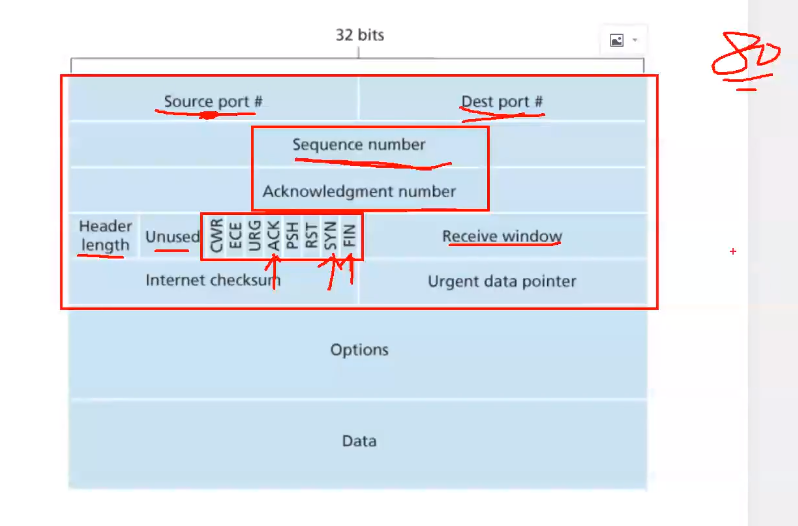 32 bits
80
Source port # Dest port #
Sequence number
Acknowledgment number
Header length Unused CWR ECE URG ACK PSH RST SYN FIN Receive window
Internet checksum Urgent data pointer
Options
Data